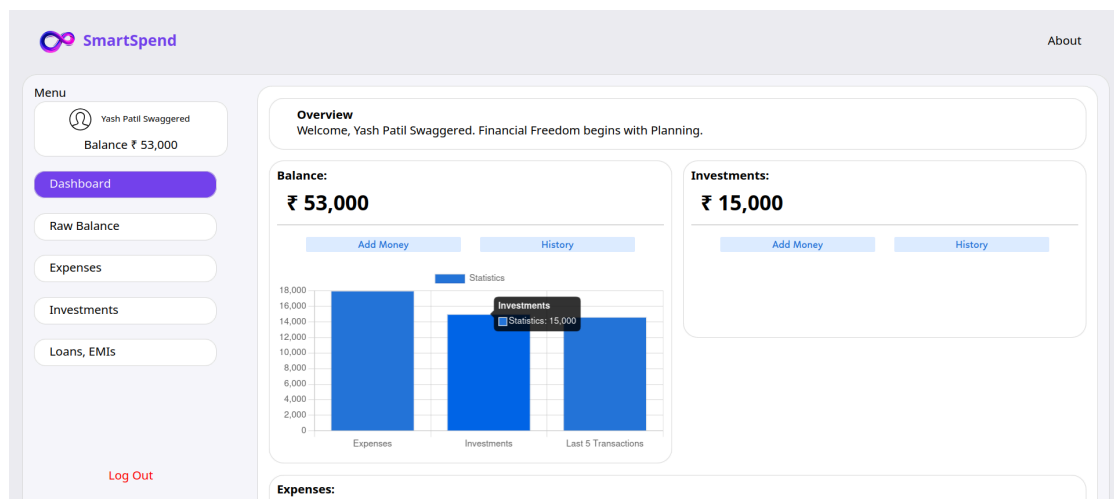 SmartSpend
About
Menu
Yash Patil Swaggered
Balance ₹ 53,000
Dashboard
Raw Balance
Expenses
Investments
Loans, EMIs
Log Out
Overview
Welcome, Yash Patil Swaggered. Financial Freedom begins with Planning.
Balance:
₹ 53,000
Add Money History
Statistics
18,000
16,000
14,000
12,000
10,000
8,000
6,000
4,000
2,000
0
Investments
Statistics: 15,000
Expenses Investments Last 5 Transactions
Investments:
₹ 15,000
Add Money History
Expenses: